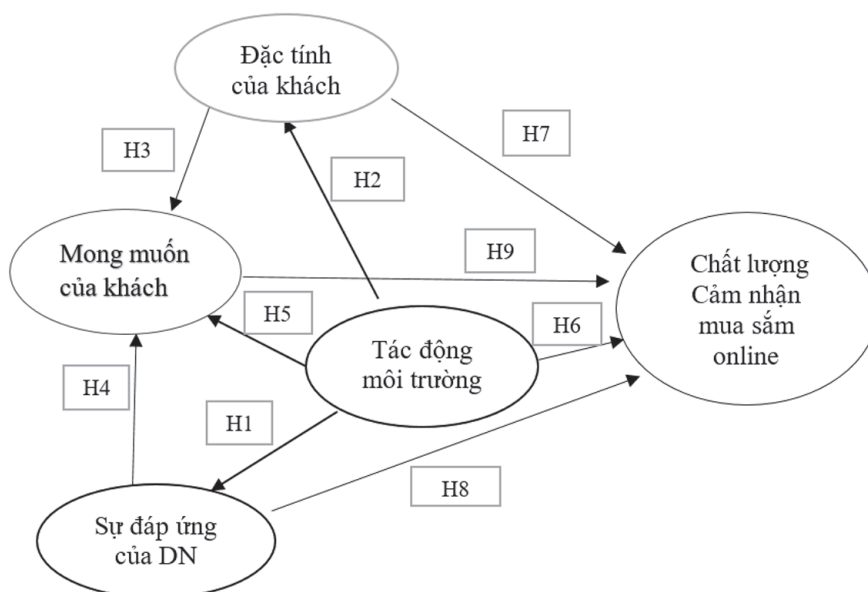 Đặc tính
của khách
H3
H7
H2
Mong muốn
của khách
H9
Chất lượng
Cảm nhận
mua sắm
online
H5
H6
Tác động
môi trường
H4
H1
H8
Sự đáp ứng
của DN